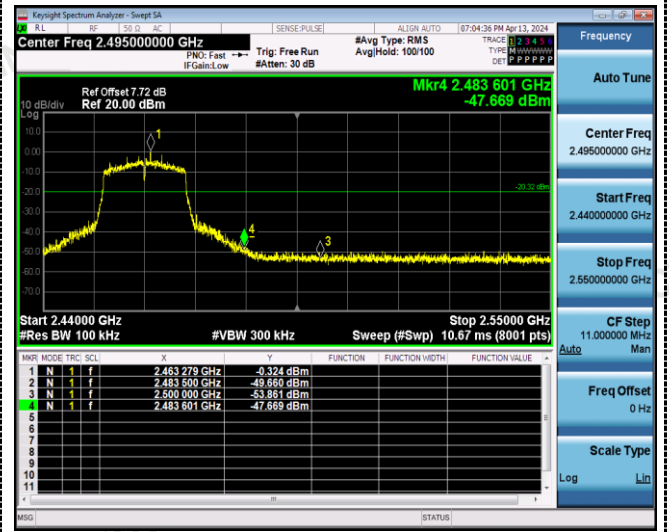 Keysight Spectrum Analyzer - Swept SA
RL RF 50 Ω AC SENSE:PULSE ALIGN AUTO 07:04:36 PM Apr 13, 2024
Center Freq 2.495000000 GHz
PNO: Fast
IFGain:Low
Trig: Free Run
#Atten: 30 dB
#Avg Type: RMS
Avg|Hold: 100/100
TRACE 1 2 3 4 5 6
TYPE M W W W W W
DET P P P P P P
Mkr4 2.483 601 GHz
-47.669 dBm
Ref Offset 7.72 dB
10 dB/div Ref 20.00 dBm
Log
10.0
0.00
-10.0
-20.0
-30.0
-40.0
-50.0
-60.0
-70.0
1
4
3
-20.32 dBm
Start 2.44000 GHz Stop 2.55000 GHz
#Res BW 100 kHz #VBW 300 kHz Sweep (#Swp) 10.67 ms (8001 pts)
MKR MODE TRC SCL X Y FUNCTION FUNCTION WIDTH FUNCTION VALUE
1 N 1 f 2.463 279 GHz -0.324 dBm
2 N 1 f 2.483 500 GHz -49.660 dBm
3 N 1 f 2.500 000 GHz -53.861 dBm
4 N 1 f 2.483 601 GHz -47.669 dBm
5
6
7
8
9
10
11
MSG STATUS
Frequency
Auto Tune
Center Freq
2.495000000 GHz
Start Freq
2.440000000 GHz
Stop Freq
2.550000000 GHz
CF Step
11.000000 MHz
Auto Man
Freq Offset
0 Hz
Scale Type
Log Lin